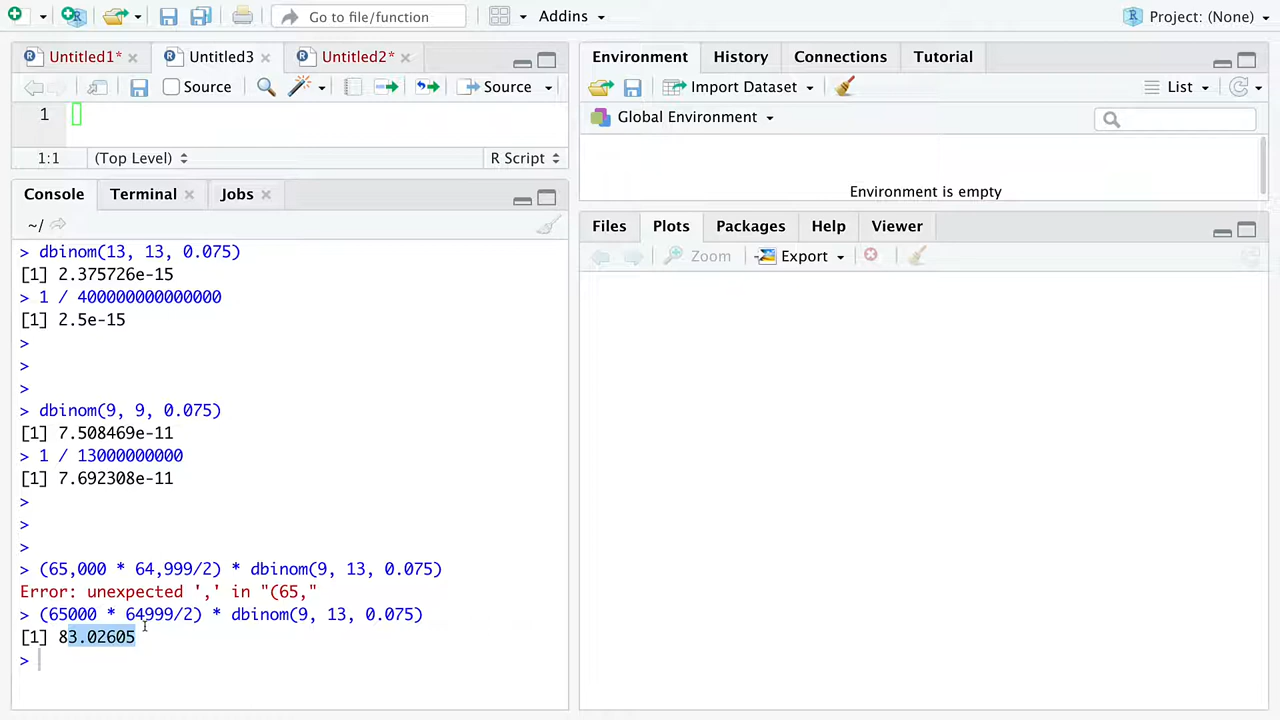 Go to file/function
Addins
Project: (None)
Untitled1*
Untitled3
Untitled2*
Source
Source
1
1:1
(Top Level)
R Script
Console
Terminal
Jobs
~/
> dbinom(13, 13, 0.075)
[1] 2.375726e-15
> 1 / 400000000000000
[1] 2.5e-15
>
>
>
> dbinom(9, 9, 0.075)
[1] 7.508469e-11
> 1 / 13000000000
[1] 7.692308e-11
>
>
>
> (65,000 * 64,999/2) * dbinom(9, 13, 0.075)
Error: unexpected ',' in "(65,"
> (65000 * 64999/2) * dbinom(9, 13, 0.075)
[1] 83.02605
>
Environment
History
Connections
Tutorial
Import Dataset
List
Global Environment
Environment is empty
Files
Plots
Packages
Help
Viewer
Zoom
Export